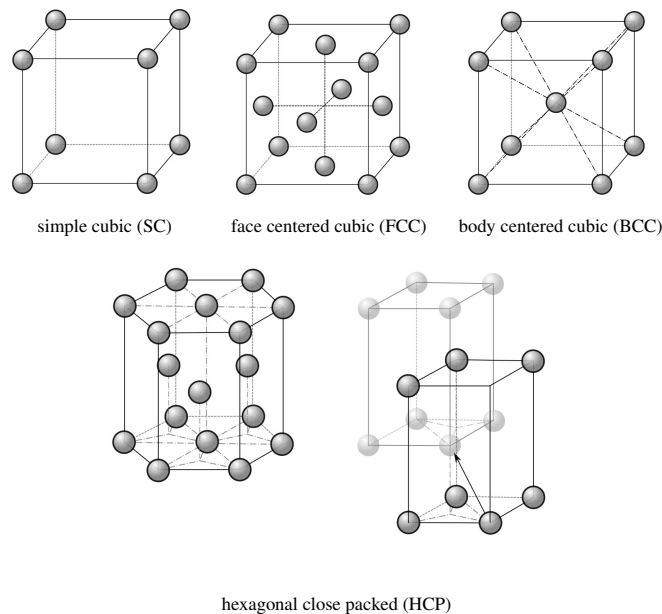 simple cubic (SC)
face centered cubic (FCC)
body centered cubic (BCC)
hexagonal close packed (HCP)